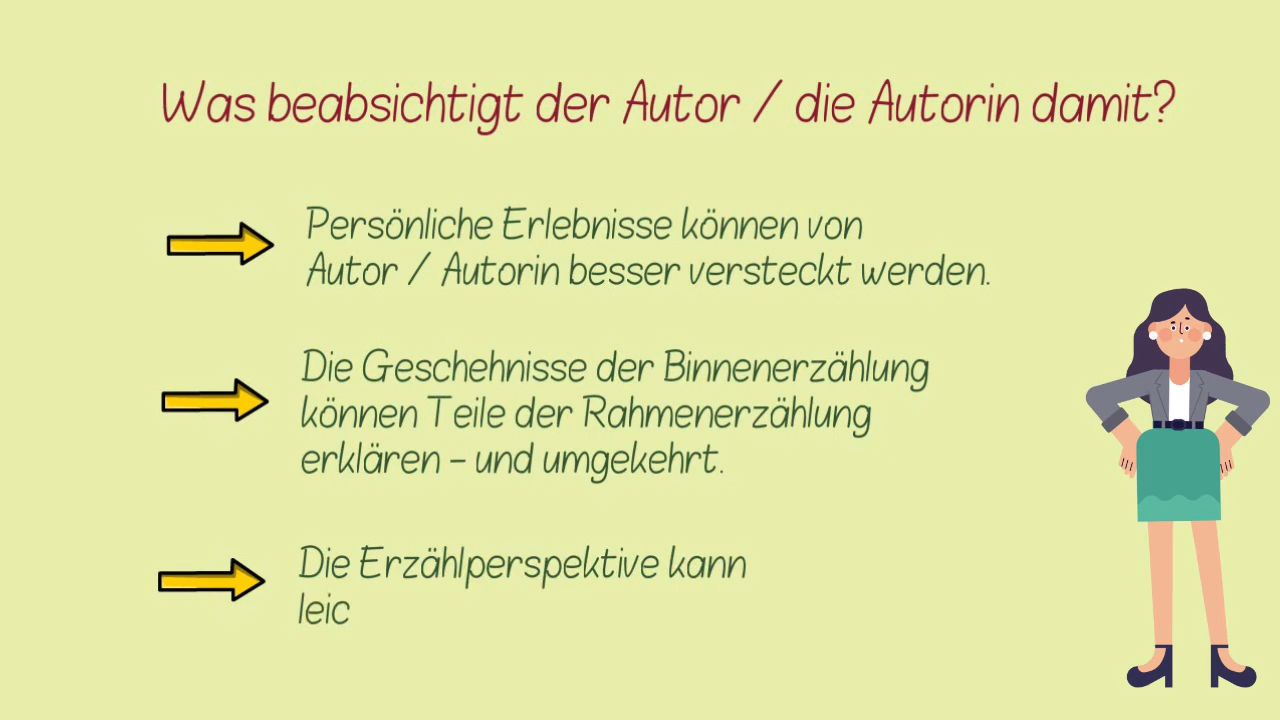 Was beabsichtigt der Autor / die Autorin damit?
Persönliche Erlebnisse können von
Autor / Autorin besser versteckt werden.
Die Geschehnisse der Binnenerzählung
können Teile der Rahmenerzählung
erklären – und umgekehrt.
Die Erzählperspektive kann
leic